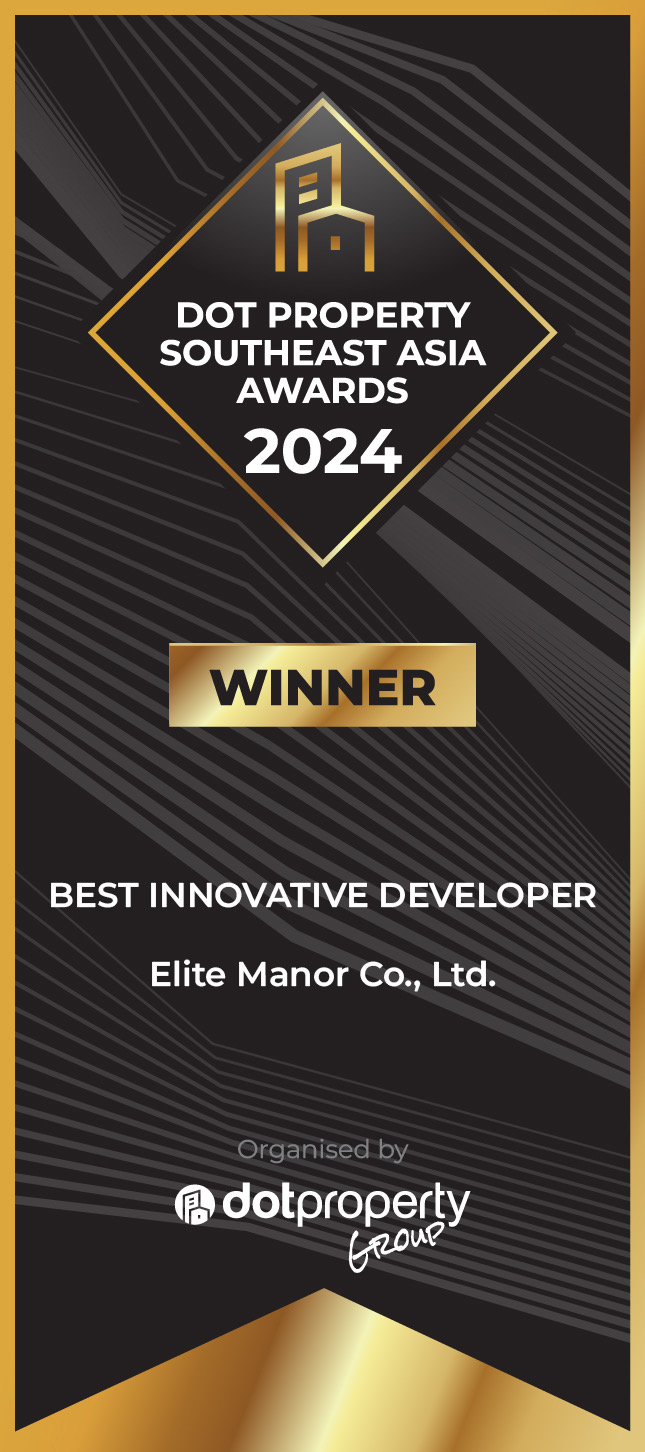 DOT PROPERTY
SOUTHEAST ASIA
AWARDS
2024
WINNER
BEST INNOVATIVE DEVELOPER
Elite Manor Co., Ltd.
Organised by
dotproperty
GROUP